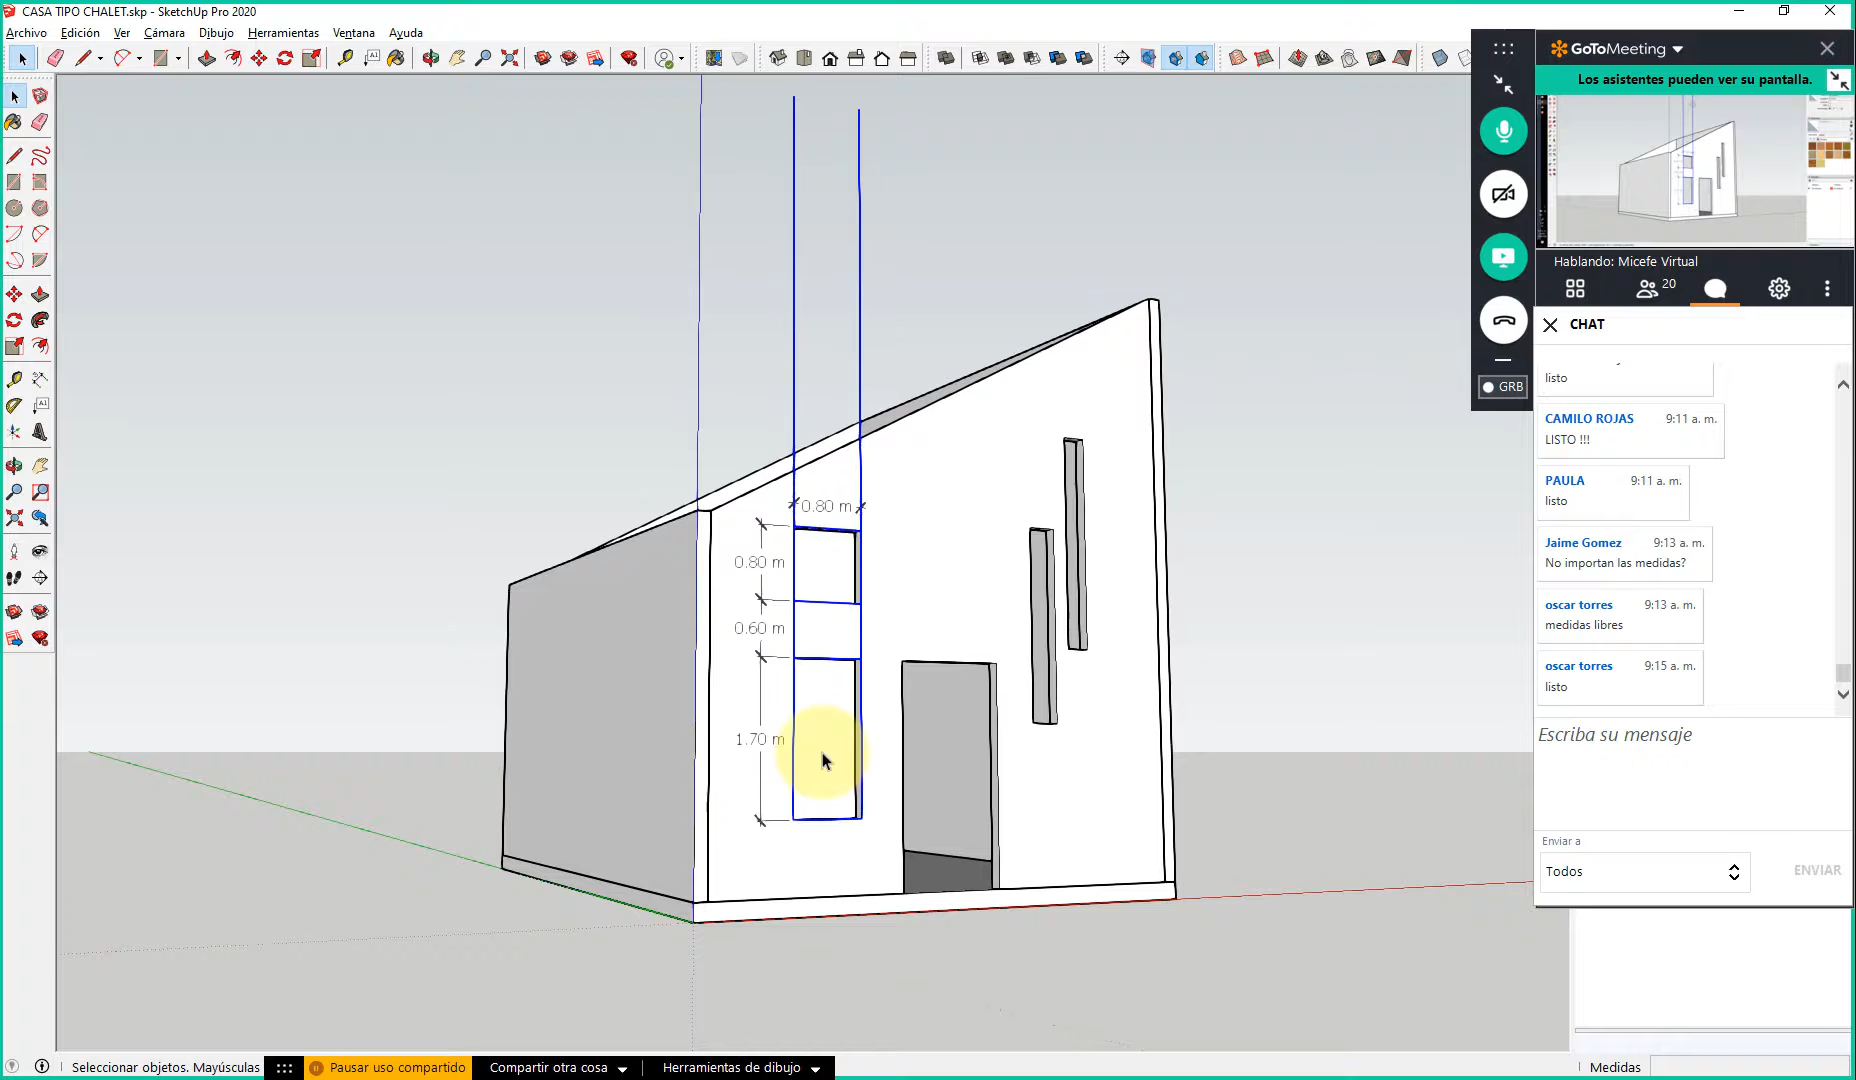 CASA TIPO CHALET.skp - SketchUp Pro 2020
Archivo Edición Ver Cámara Dibujo Herramientas Ventana Ayuda
GoToMeeting
Los asistentes pueden ver su pantalla.
Hablando: Micefe Virtual
20
CHAT
GRB
listo
CAMILO ROJAS 9:11 a. m.
LISTO !!!
PAULA 9:11 a. m.
listo
Jaime Gomez 9:13 a. m.
No importan las medidas?
oscar torres 9:13 a. m.
medidas libres
oscar torres 9:15 a. m.
listo
Escriba su mensaje
Enviar a
Todos ENVIAR
0.80 m
0.80 m
0.60 m
1.70 m
A1
A1
Seleccionar objetos. Mayúsculas Pausar uso compartido Compartir otra cosa Herramientas de dibujo Medidas